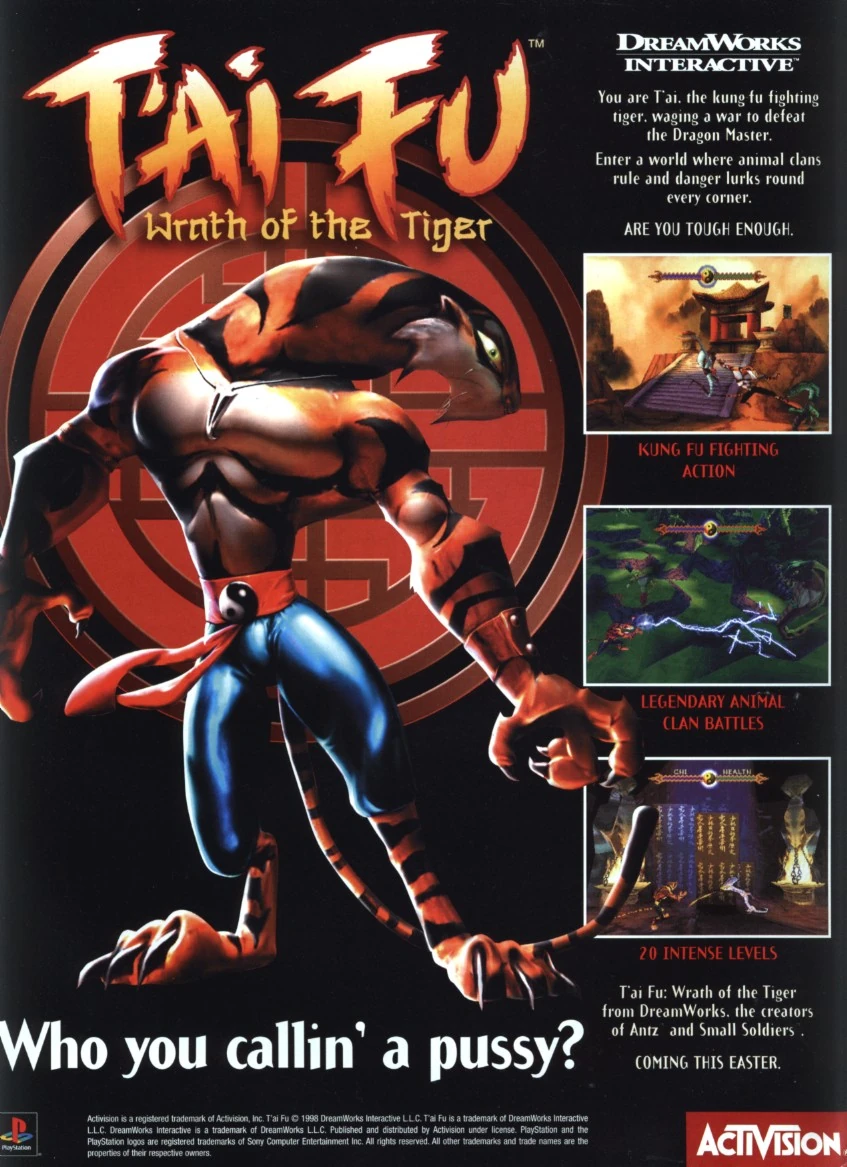 T'AI FU™
Wrath of the Tiger
DREAMWORKS
INTERACTIVE™
You are T'ai, the kung-fu fighting
tiger, waging a war to defeat
the Dragon Master.
Enter a world where animal clans
rule and danger lurks round
every corner.
ARE YOU TOUGH ENOUGH.
KUNG FU FIGHTING
ACTION
LEGENDARY ANIMAL
CLAN BATTLES
CHI HEALTH
20 INTENSE LEVELS
T'ai Fu: Wrath of the Tiger
from DreamWorks, the creators
of Antz and Small Soldiers.
COMING THIS EASTER.
Who you callin' a pussy?
PlayStation
Activision is a registered trademark of Activision, Inc. T'ai Fu © 1998 DreamWorks Interactive L.L.C. T'ai Fu is a trademark of DreamWorks Interactive
L.L.C. DreamWorks Interactive is a trademark of DreamWorks L.L.C. Published and distributed by Activision under license. PlayStation and the
PlayStation logos are registered trademarks of Sony Computer Entertainment Inc. All rights reserved. All other trademarks and trade names are the
properties of their respective owners.
ACTIVISION